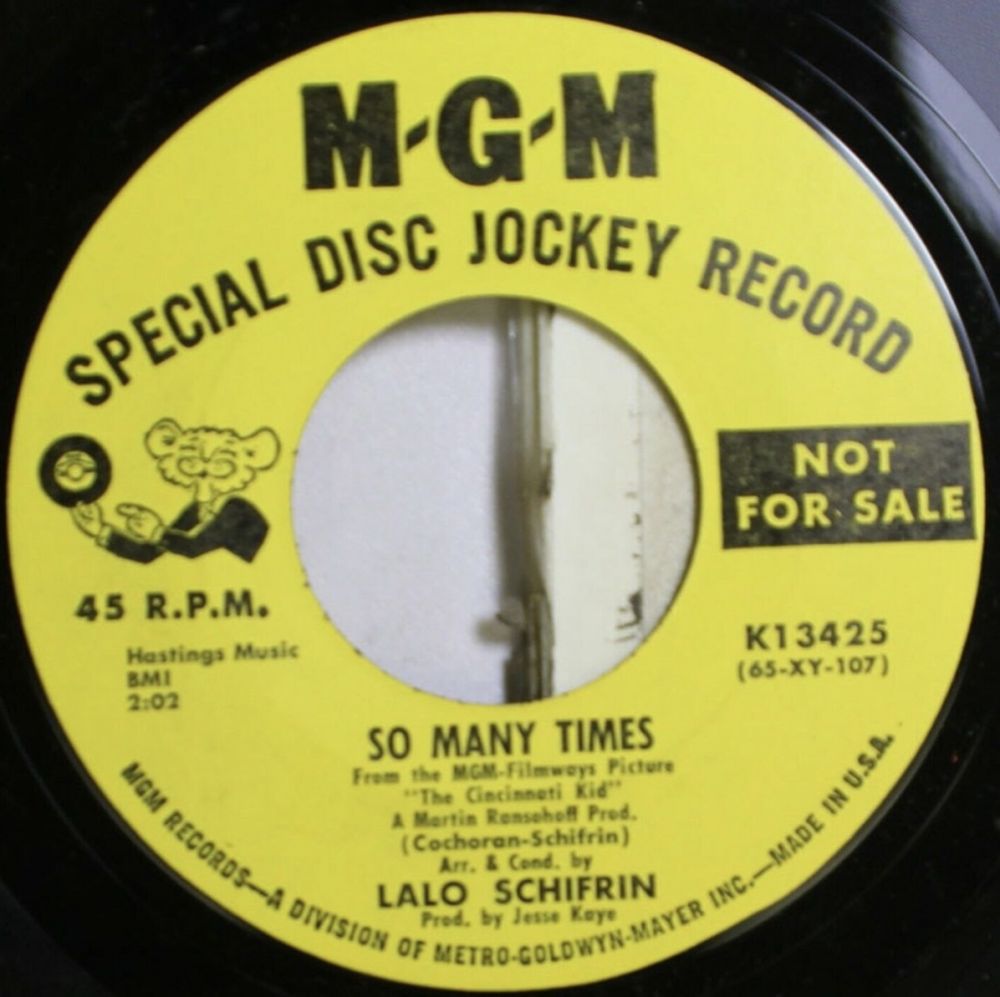 M-G-M
SPECIAL DISC JOCKEY RECORD
NOT
FOR SALE
45 R.P.M.
Hastings Music
BMI
2:02
K13425
(65-XY-107)
SO MANY TIMES
From the MGM-Filmways Picture
"The Cincinnati Kid"
A Martin Ransohoff Prod.
(Cochoran-Schifrin)
Arr. & Cond. by
LALO SCHIFRIN
Prod. by Jesse Kaye
MGM RECORDS—A DIVISION OF METRO-GOLDWYN-MAYER INC.—MADE IN U.S.A.